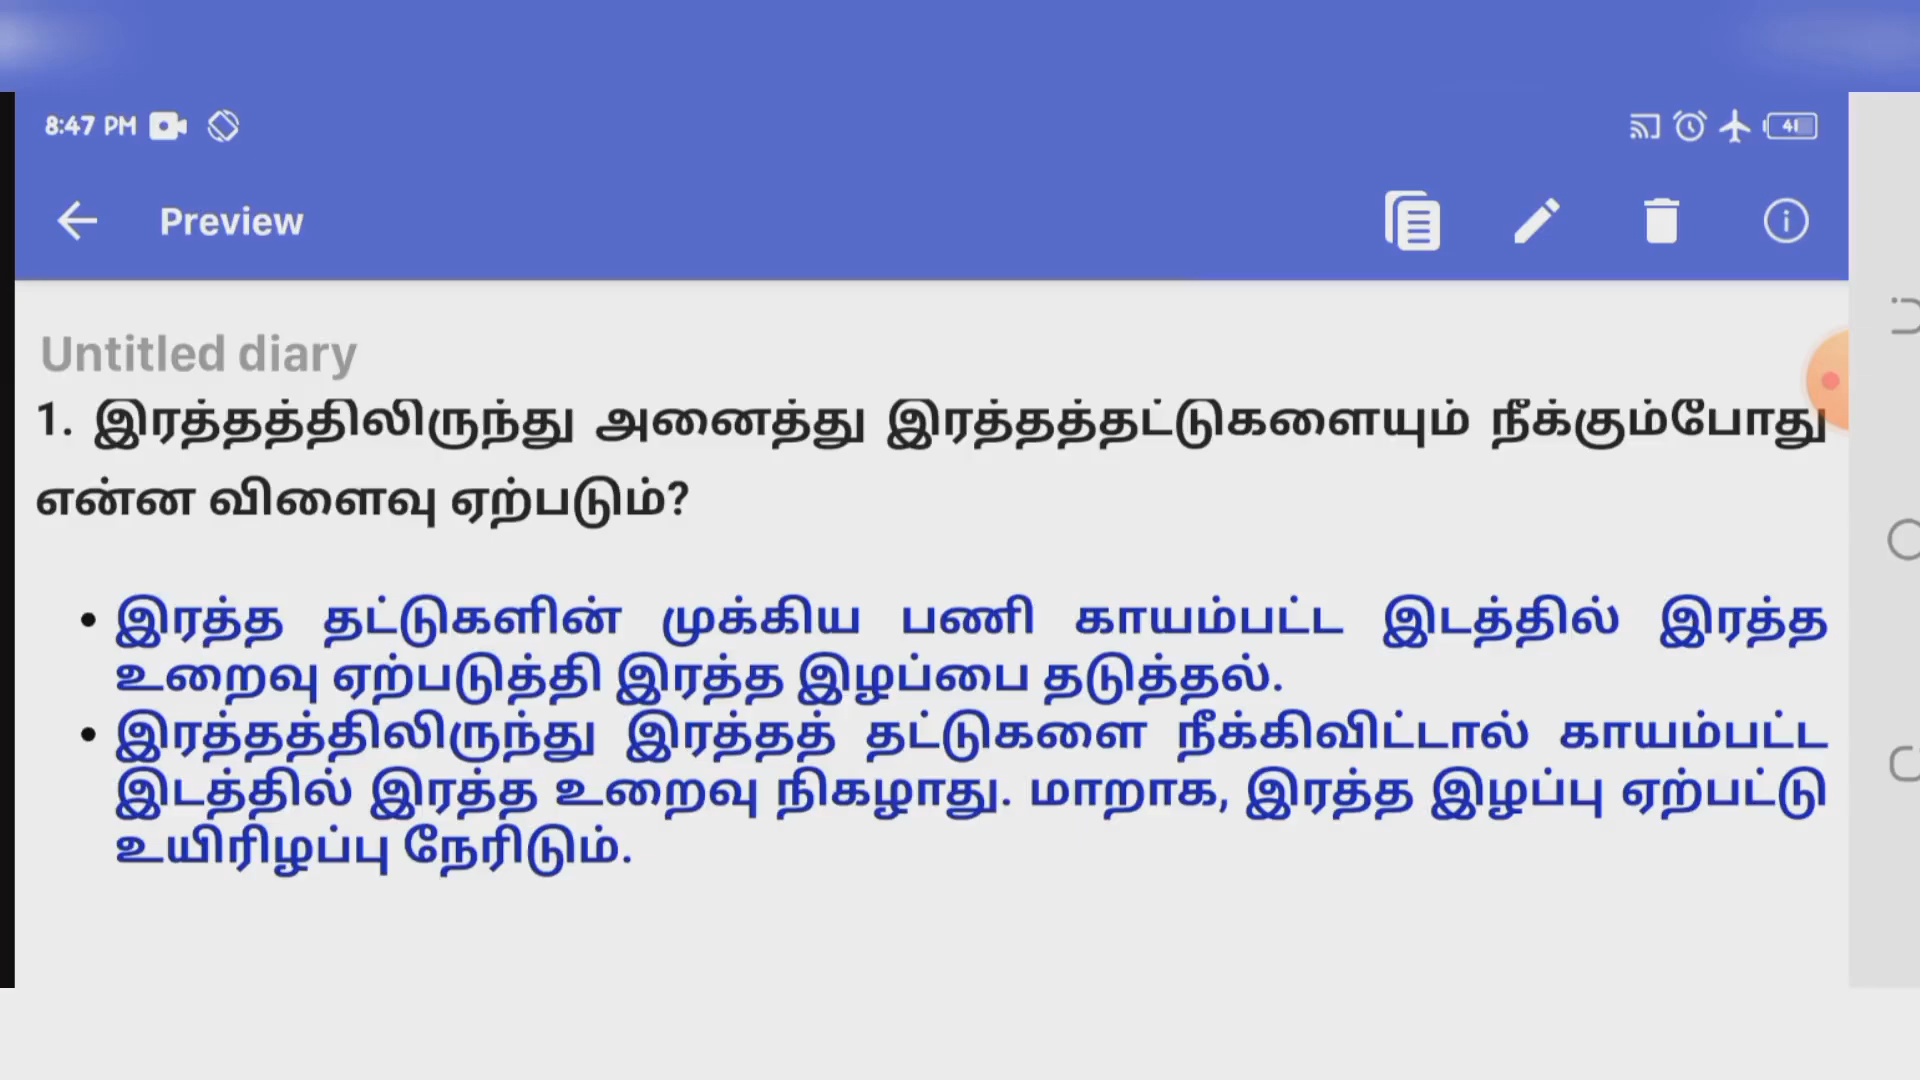 8:47 PM
41
Preview
Untitled diary
1. இரத்தத்திலிருந்து அனைத்து இரத்தத்தட்டுகளையும் நீக்கும்போது
என்ன விளைவு ஏற்படும்?
• இரத்த தட்டுகளின் முக்கிய பணி காயம்பட்ட இடத்தில் இரத்த
உறைவு ஏற்படுத்தி இரத்த இழப்பை தடுத்தல்.
• இரத்தத்திலிருந்து இரத்தத் தட்டுகளை நீக்கிவிட்டால் காயம்பட்ட
இடத்தில் இரத்த உறைவு நிகழாது. மாறாக, இரத்த இழப்பு ஏற்பட்டு
உயிரிழப்பு நேரிடும்.